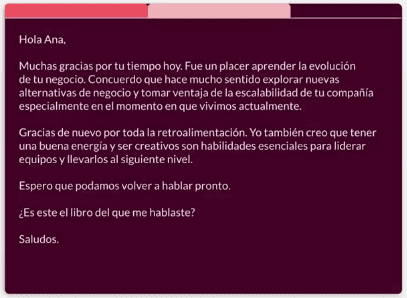 Hola Ana,
Muchas gracias por tu tiempo hoy. Fue un placer aprender la evolución
de tu negocio. Concuerdo que hace mucho sentido explorar nuevas
alternativas de negocio y tomar ventaja de la escalabilidad de tu compañía
especialmente en el momento en que vivimos actualmente.
Gracias de nuevo por toda la retroalimentación. Yo también creo que tener
una buena energía y ser creativos son habilidades esenciales para liderar
equipos y llevarlos al siguiente nivel.
Espero que podamos volver a hablar pronto.
¿Es este el libro del que me hablaste?
Saludos.